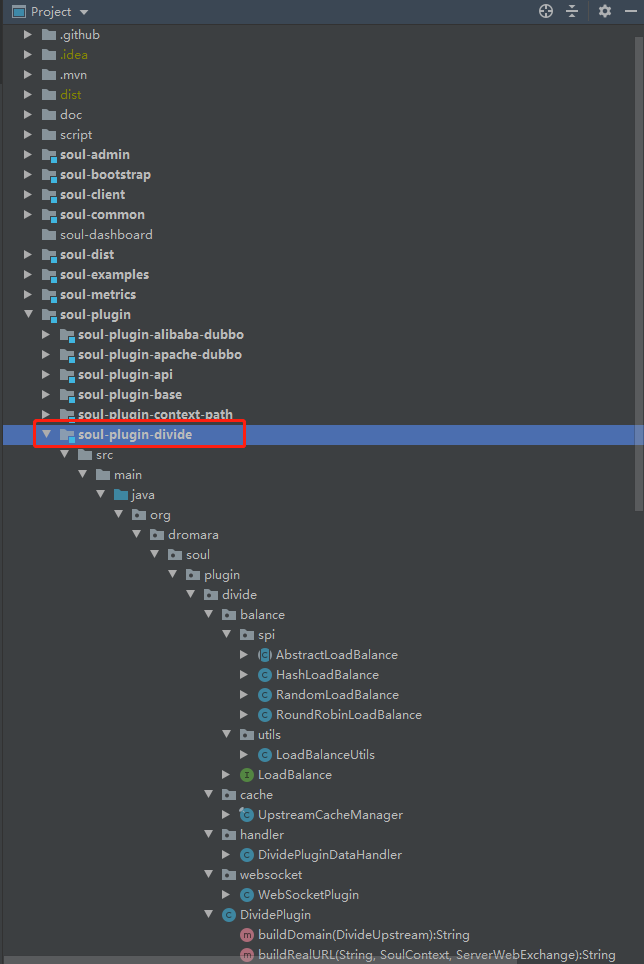 Project
.github
.idea
.mvn
dist
doc
script
soul-admin
soul-bootstrap
soul-client
soul-common
soul-dashboard
soul-dist
soul-examples
soul-metrics
soul-plugin
soul-plugin-alibaba-dubbo
soul-plugin-apache-dubbo
soul-plugin-api
soul-plugin-base
soul-plugin-context-path
soul-plugin-divide
src
main
java
org
dromara
soul
plugin
divide
balance
spi
AbstractLoadBalance
HashLoadBalance
RandomLoadBalance
RoundRobinLoadBalance
utils
LoadBalanceUtils
LoadBalance
cache
UpstreamCacheManager
handler
DividePluginDataHandler
websocket
WebSocketPlugin
DividePlugin
buildDomain(DivideUpstream):String
buildRealURL(String, SoulContext, ServerWebExchange):String